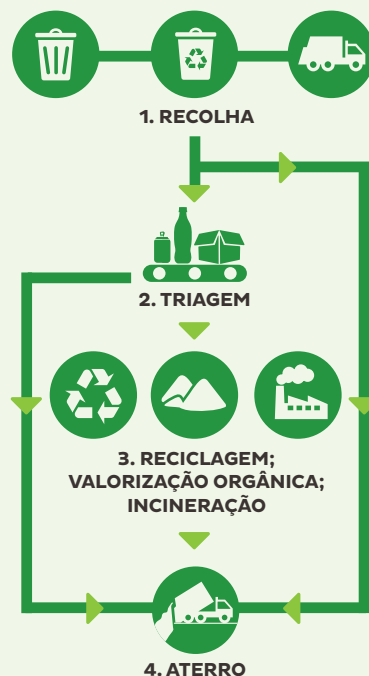 1. RECOLHA
2. TRIAGEM
3. RECICLAGEM;
VALORIZAÇÃO ORGÂNICA;
INCINERAÇÃO
4. ATERRO